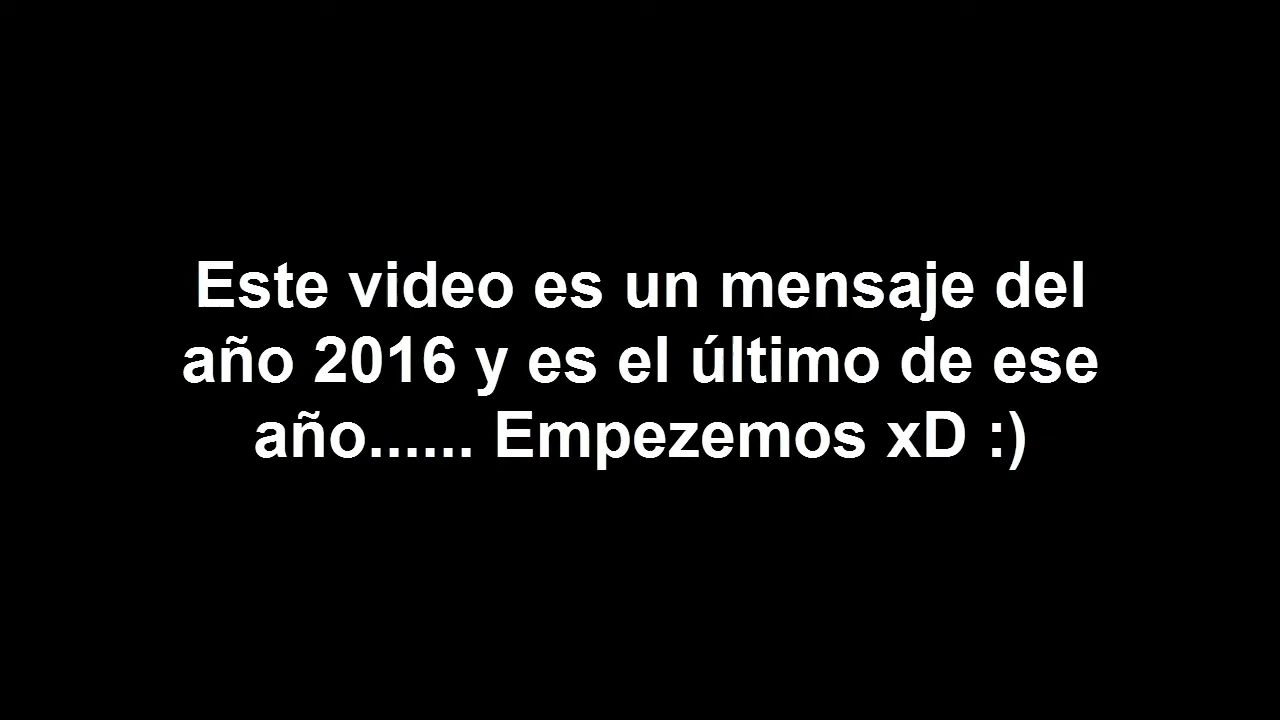 Este video es un mensaje del
año 2016 y es el último de ese
año...... Empezemos xD :)